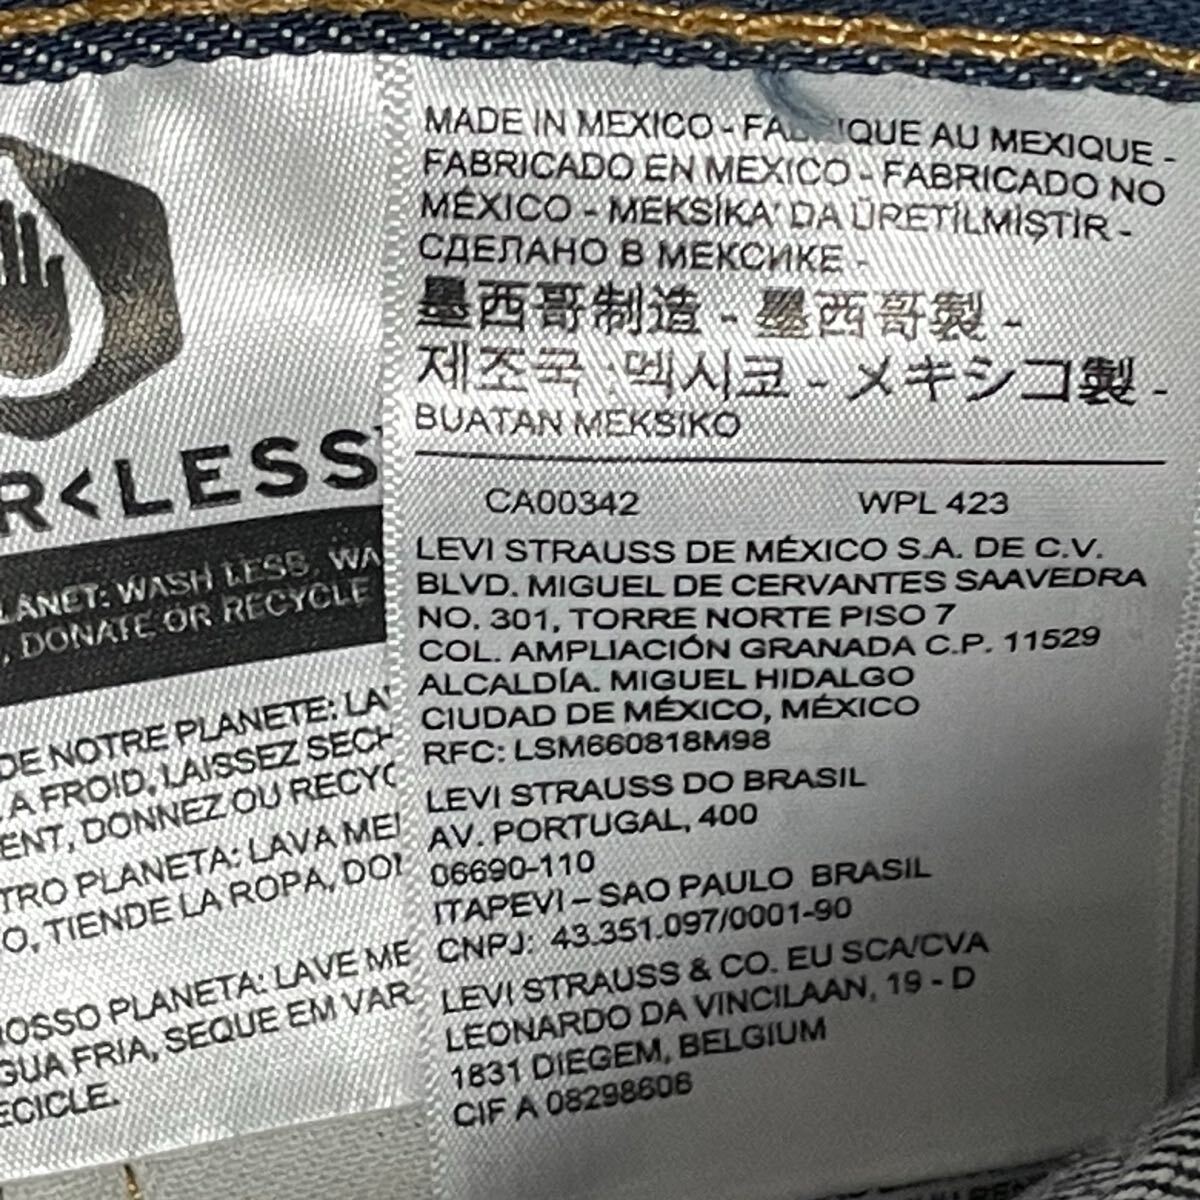 R<LESS
LANET: WASH LESS, WA
, DONATE OR RECYCLE
DE NOTRE PLANETE: LA
A FROID, LAISSEZ SECH
ENT, DONNEZ OU RECYC
TRO PLANETA: LAVA ME
O, TIENDE LA ROPA, DO
OSSO PLANETA: LAVE ME
GUA FRIA, SEQUE EM VAR
ECICLE.
MADE IN MEXICO - FABRIQUE AU MEXIQUE -
FABRICADO EN MEXICO - FABRICADO NO
MÉXICO - MEKSİKA' DA ÜRETİLMİŞTİR -
СДЕЛАНО В МЕКСИКЕ -
墨西哥制造 - 墨西哥製 -
제조국 : 멕시코 - メキシコ製 -
BUATAN MEKSIKO
CA00342 WPL 423
LEVI STRAUSS DE MÉXICO S.A. DE C.V.
BLVD. MIGUEL DE CERVANTES SAAVEDRA
NO. 301, TORRE NORTE PISO 7
COL. AMPLIACIÓN GRANADA C.P. 11529
ALCALDÍA. MIGUEL HIDALGO
CIUDAD DE MÉXICO, MÉXICO
RFC: LSM660818M98
LEVI STRAUSS DO BRASIL
AV. PORTUGAL, 400
06690-110
ITAPEVI – SAO PAULO BRASIL
CNPJ: 43.351.097/0001-90
LEVI STRAUSS & CO. EU SCA/CVA
LEONARDO DA VINCILAAN, 19 - D
1831 DIEGEM, BELGIUM
CIF A 08298608